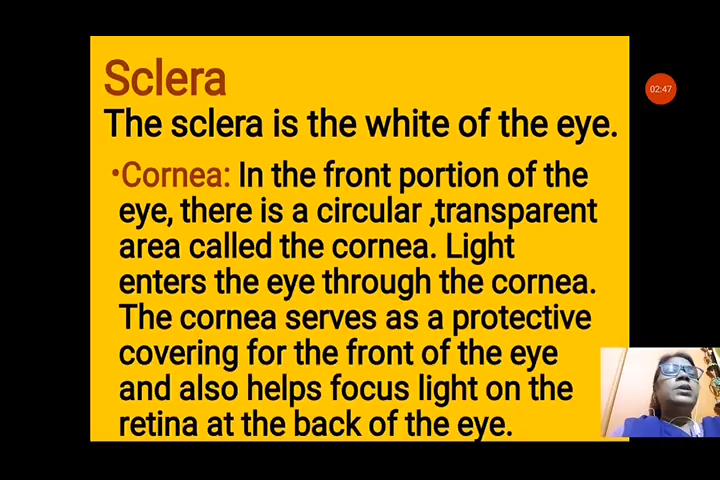 Sclera
The sclera is the white of the eye.
•Cornea: In the front portion of the
eye, there is a circular ,transparent
area called the cornea. Light
enters the eye through the cornea.
The cornea serves as a protective
covering for the front of the eye
and also helps focus light on the
retina at the back of the eye.
02:47